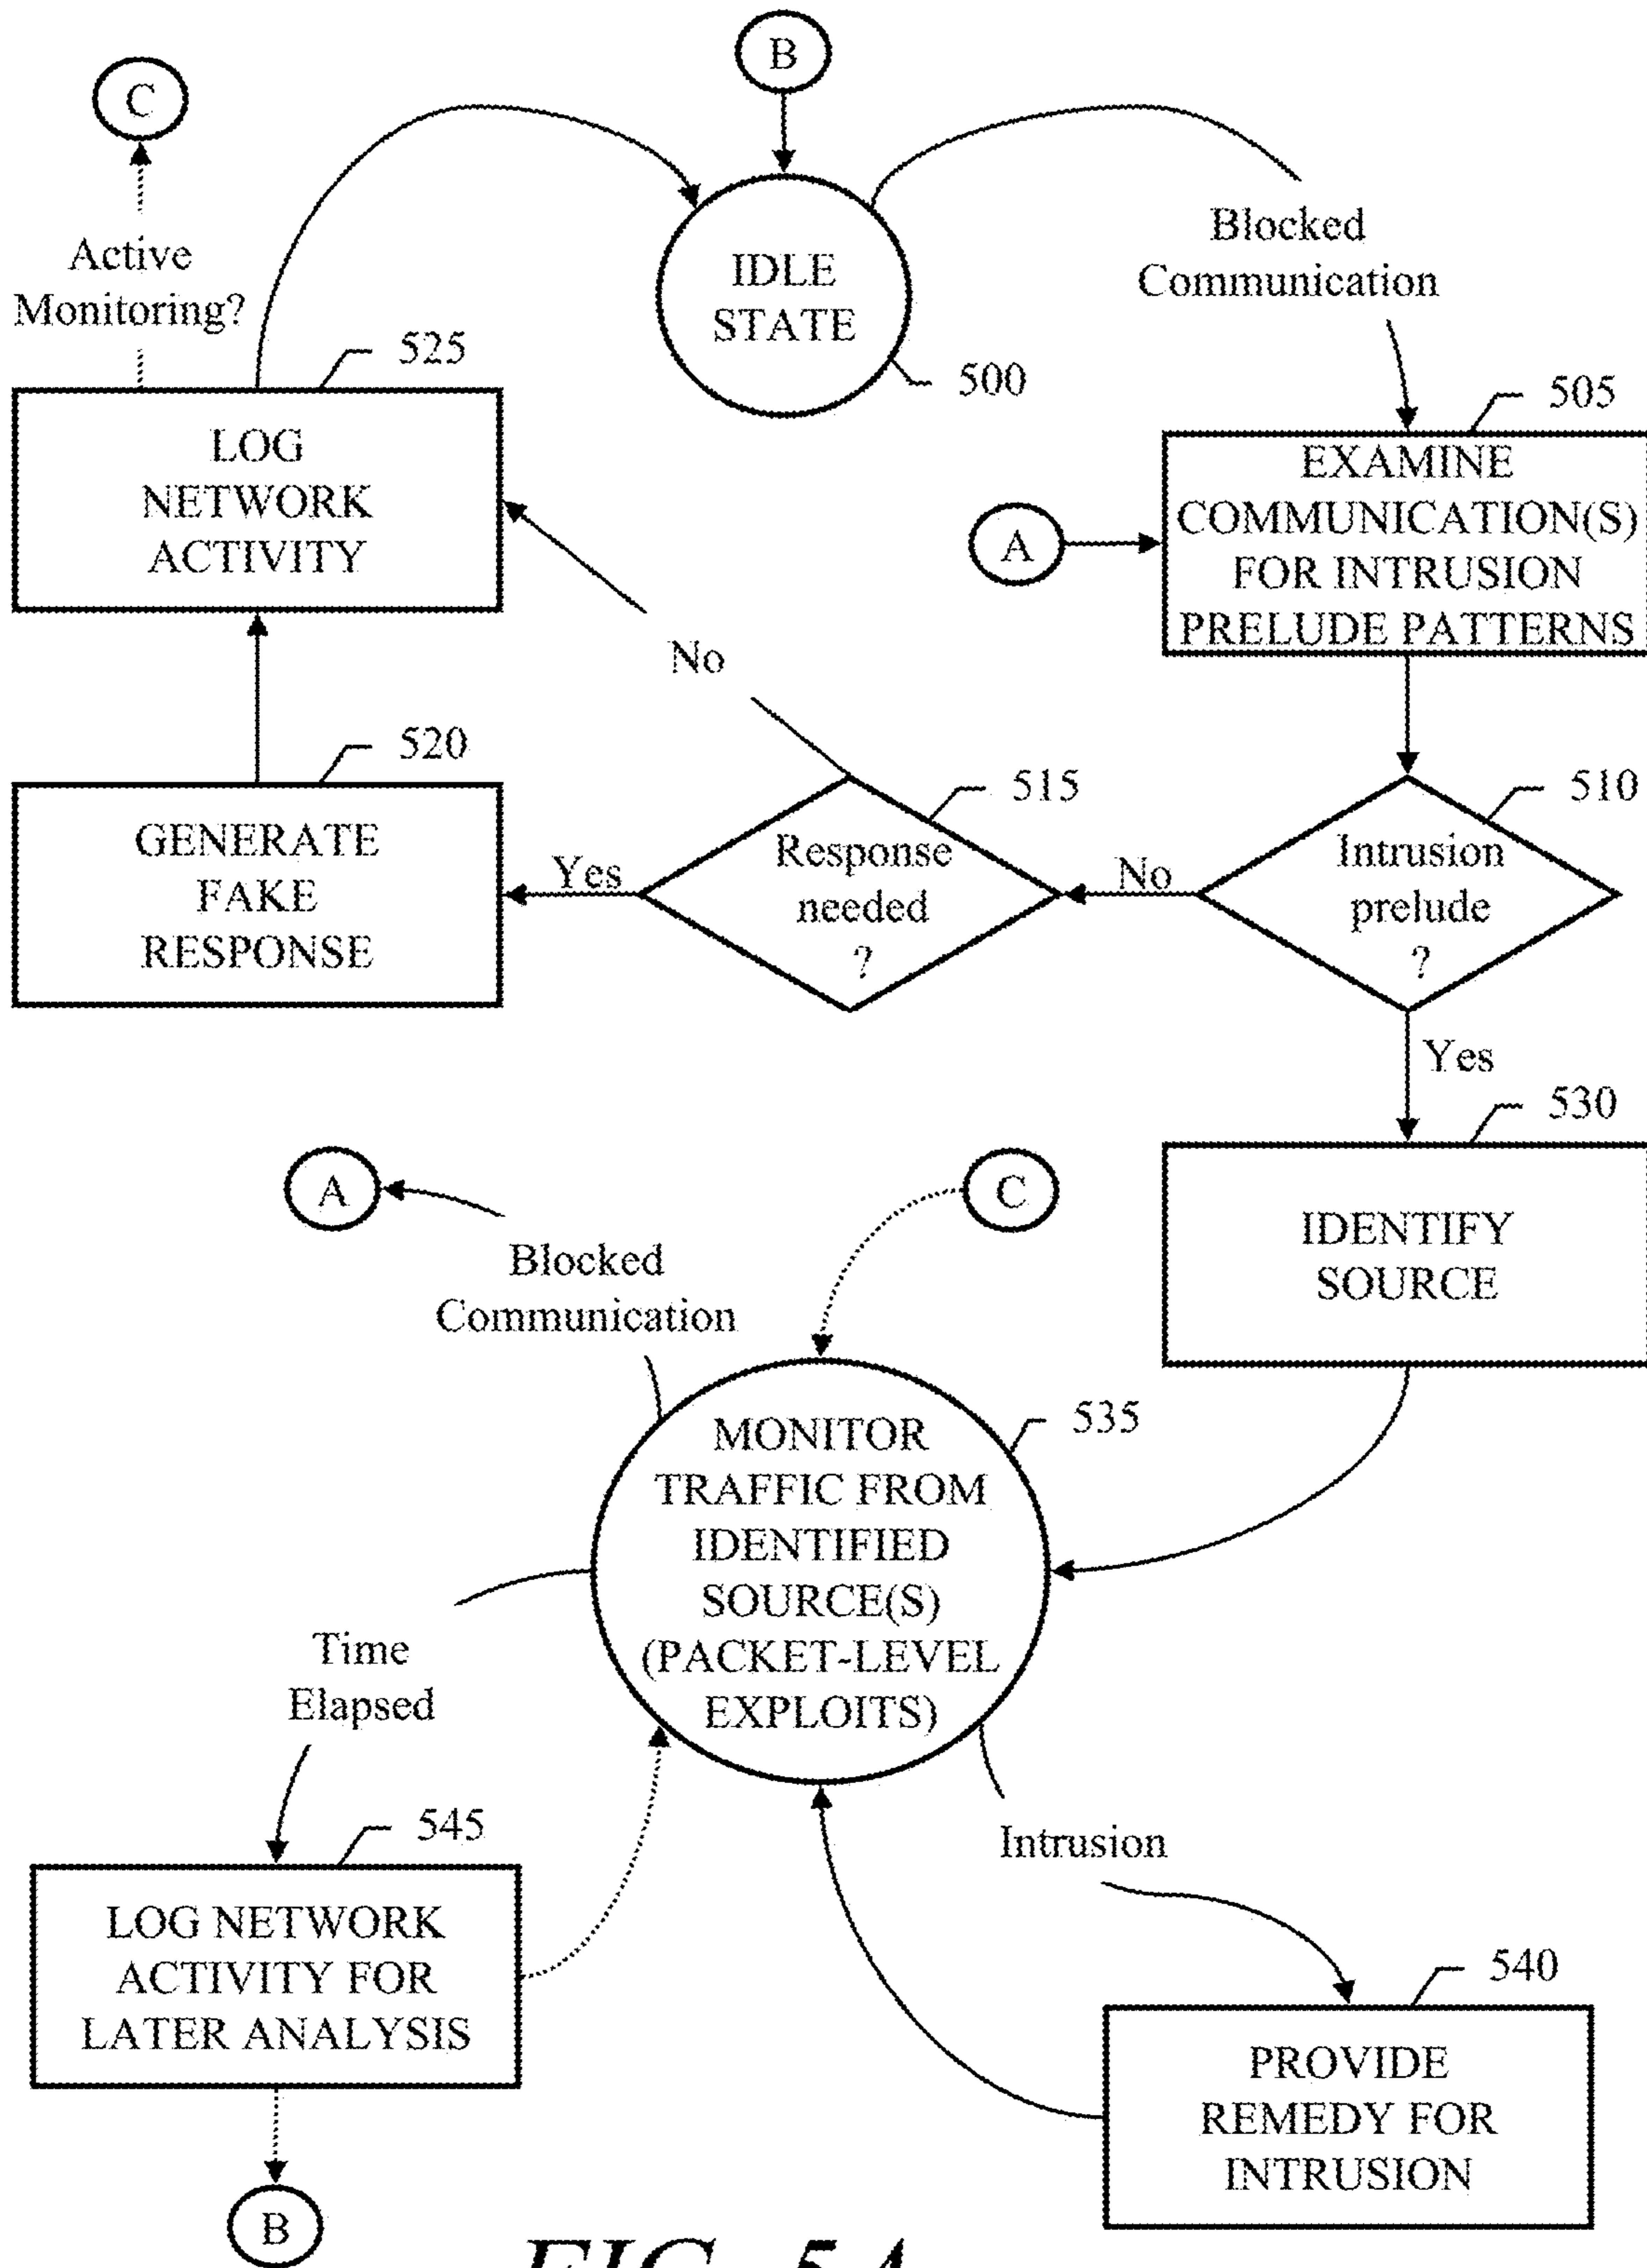 B
C
Active
Monitoring?
IDLE
STATE
500
Blocked
Communication
525
LOG
NETWORK
ACTIVITY
505
EXAMINE
COMMUNICATION(S)
FOR INTRUSION
PRELUDE PATTERNS
A
No
520
GENERATE
FAKE
RESPONSE
Yes
515
Response
needed
?
No
510
Intrusion
prelude
?
Yes
530
IDENTIFY
SOURCE
A
C
Blocked
Communication
535
MONITOR
TRAFFIC FROM
IDENTIFIED
SOURCE(S)
(PACKET-LEVEL
EXPLOITS)
Time
Elapsed
545
LOG NETWORK
ACTIVITY FOR
LATER ANALYSIS
Intrusion
540
PROVIDE
REMEDY FOR
INTRUSION
B
FIG. 5A